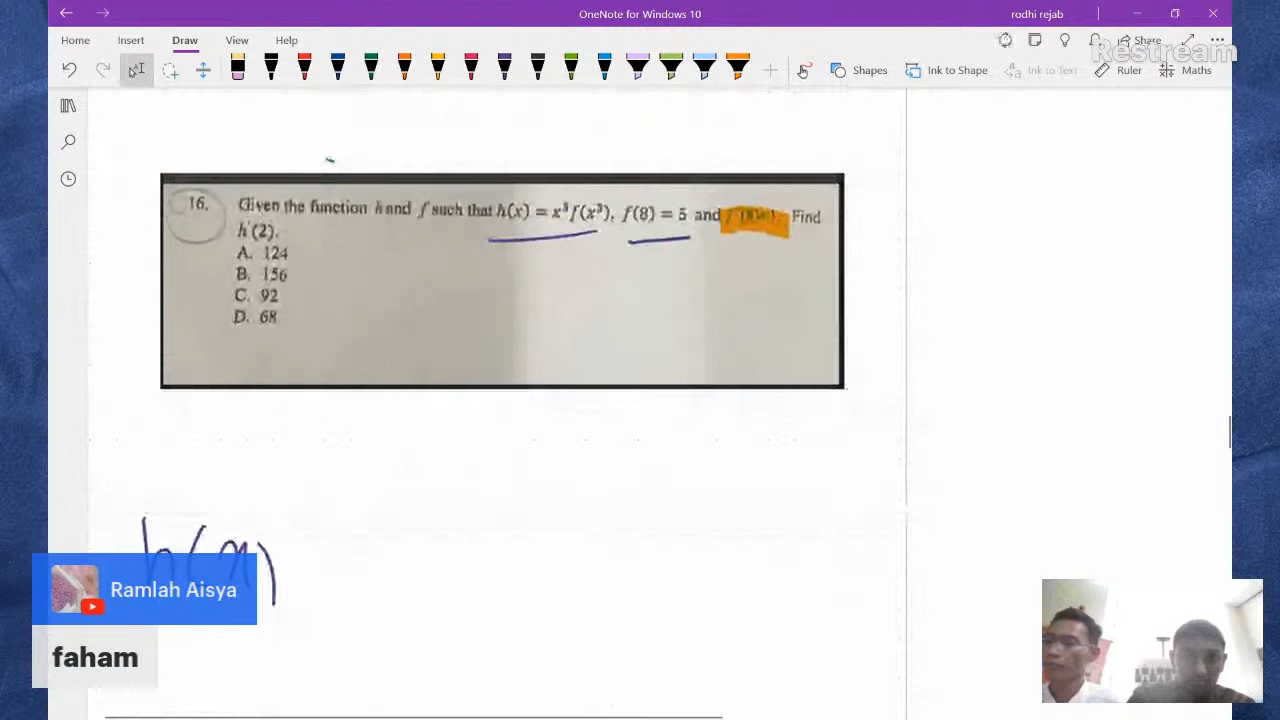 OneNote for Windows 10
rodhi rejab
Home Insert Draw View Help
Share
Restream
Shapes
Ink to Shape
Ink to Text
Ruler
Maths
16. Given the function h and f such that h(x) = x³f(x³), f(8) = 5 and Find
h'(2).
A. 124
B. 156
C. 92
D. 68
h(x)
Ramlah Aisya
faham